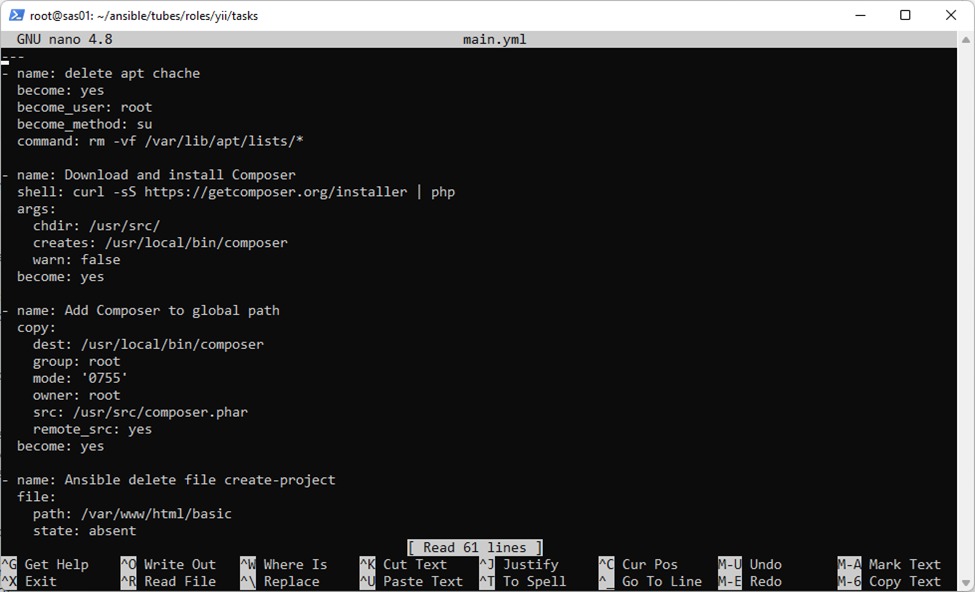 root@sas01: ~/ansible/tubes/roles/yii/tasks
GNU nano 4.8 main.yml
---
- name: delete apt chache
  become: yes
  become_user: root
  become_method: su
  command: rm -vf /var/lib/apt/lists/*

- name: Download and install Composer
  shell: curl -sS https://getcomposer.org/installer | php
  args:
    chdir: /usr/src/
    creates: /usr/local/bin/composer
    warn: false
  become: yes

- name: Add Composer to global path
  copy:
    dest: /usr/local/bin/composer
    group: root
    mode: '0755'
    owner: root
    src: /usr/src/composer.phar
    remote_src: yes
  become: yes

- name: Ansible delete file create-project
  file:
    path: /var/www/html/basic
    state: absent
[ Read 61 lines ]
^G Get Help ^O Write Out ^W Where Is ^K Cut Text ^J Justify ^C Cur Pos M-U Undo M-A Mark Text
^X Exit ^R Read File ^\ Replace ^U Paste Text ^T To Spell ^_ Go To Line M-E Redo M-6 Copy Text